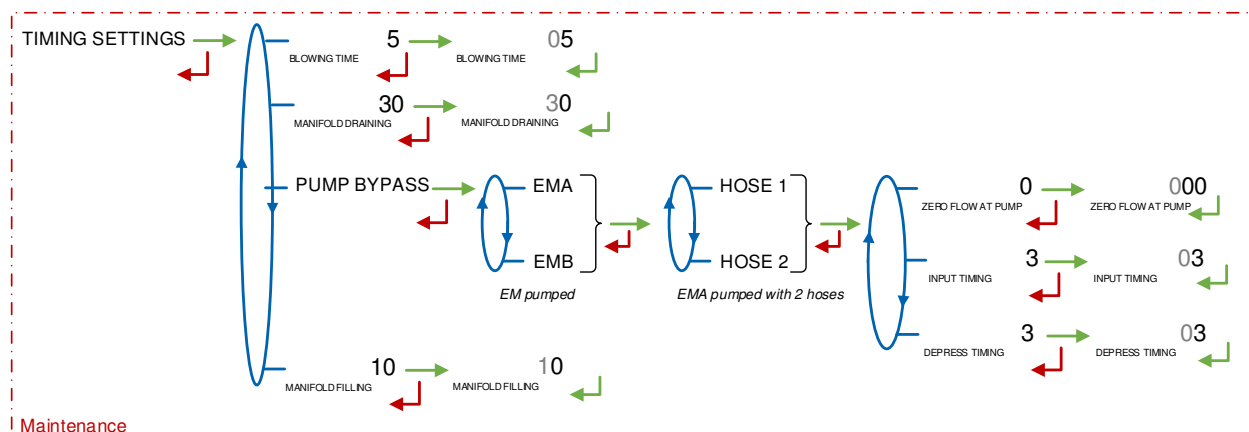 TIMING SETTINGS
5
BLOWING TIME
05
BLOWING TIME
30
MANIFOLD DRAINING
30
MANIFOLD DRAINING
PUMP BYPASS
EMA
EMB
EM pumped
HOSE 1
HOSE 2
EMA pumped with 2 hoses
0
ZERO FLOW AT PUMP
000
ZERO FLOW AT PUMP
3
INPUT TIMING
03
INPUT TIMING
3
DEPRESS TIMING
03
DEPRESS TIMING
10
MANIFOLD FILLING
10
MANIFOLD FILLING
Maintenance